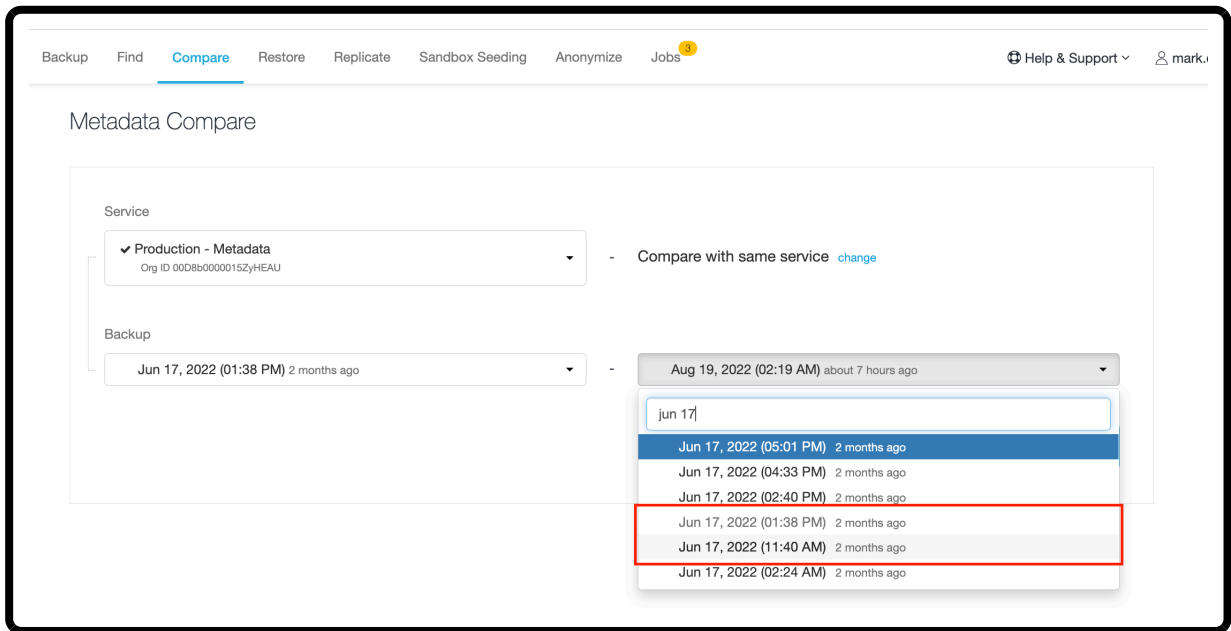 Backup Find Compare Restore Replicate Sandbox Seeding Anonymize Jobs 3 Help & Support mark.
Metadata Compare
Service
Production - Metadata
Org ID 00D8b0000015ZyHEAU
- Compare with same service change
Backup
Jun 17, 2022 (01:38 PM) 2 months ago - Aug 19, 2022 (02:19 AM) about 7 hours ago
jun 17
Jun 17, 2022 (05:01 PM) 2 months ago
Jun 17, 2022 (04:33 PM) 2 months ago
Jun 17, 2022 (02:40 PM) 2 months ago
Jun 17, 2022 (01:38 PM) 2 months ago
Jun 17, 2022 (11:40 AM) 2 months ago
Jun 17, 2022 (02:24 AM) 2 months ago